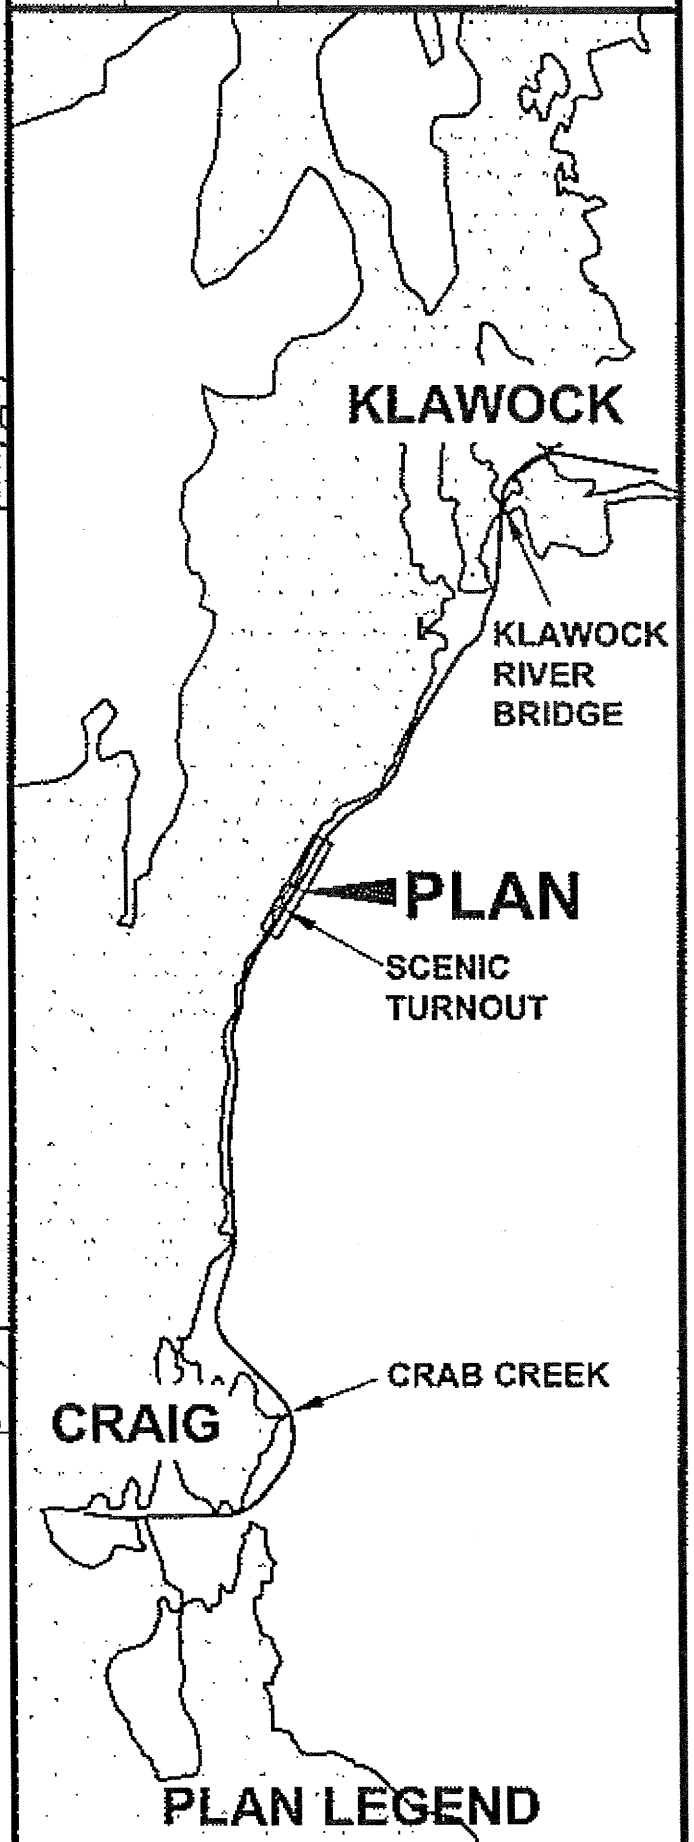 KLAWOCK
KLAWOCK
RIVER
BRIDGE
PLAN
SCENIC
TURNOUT
CRAB CREEK
CRAIG
PLAN LEGEND